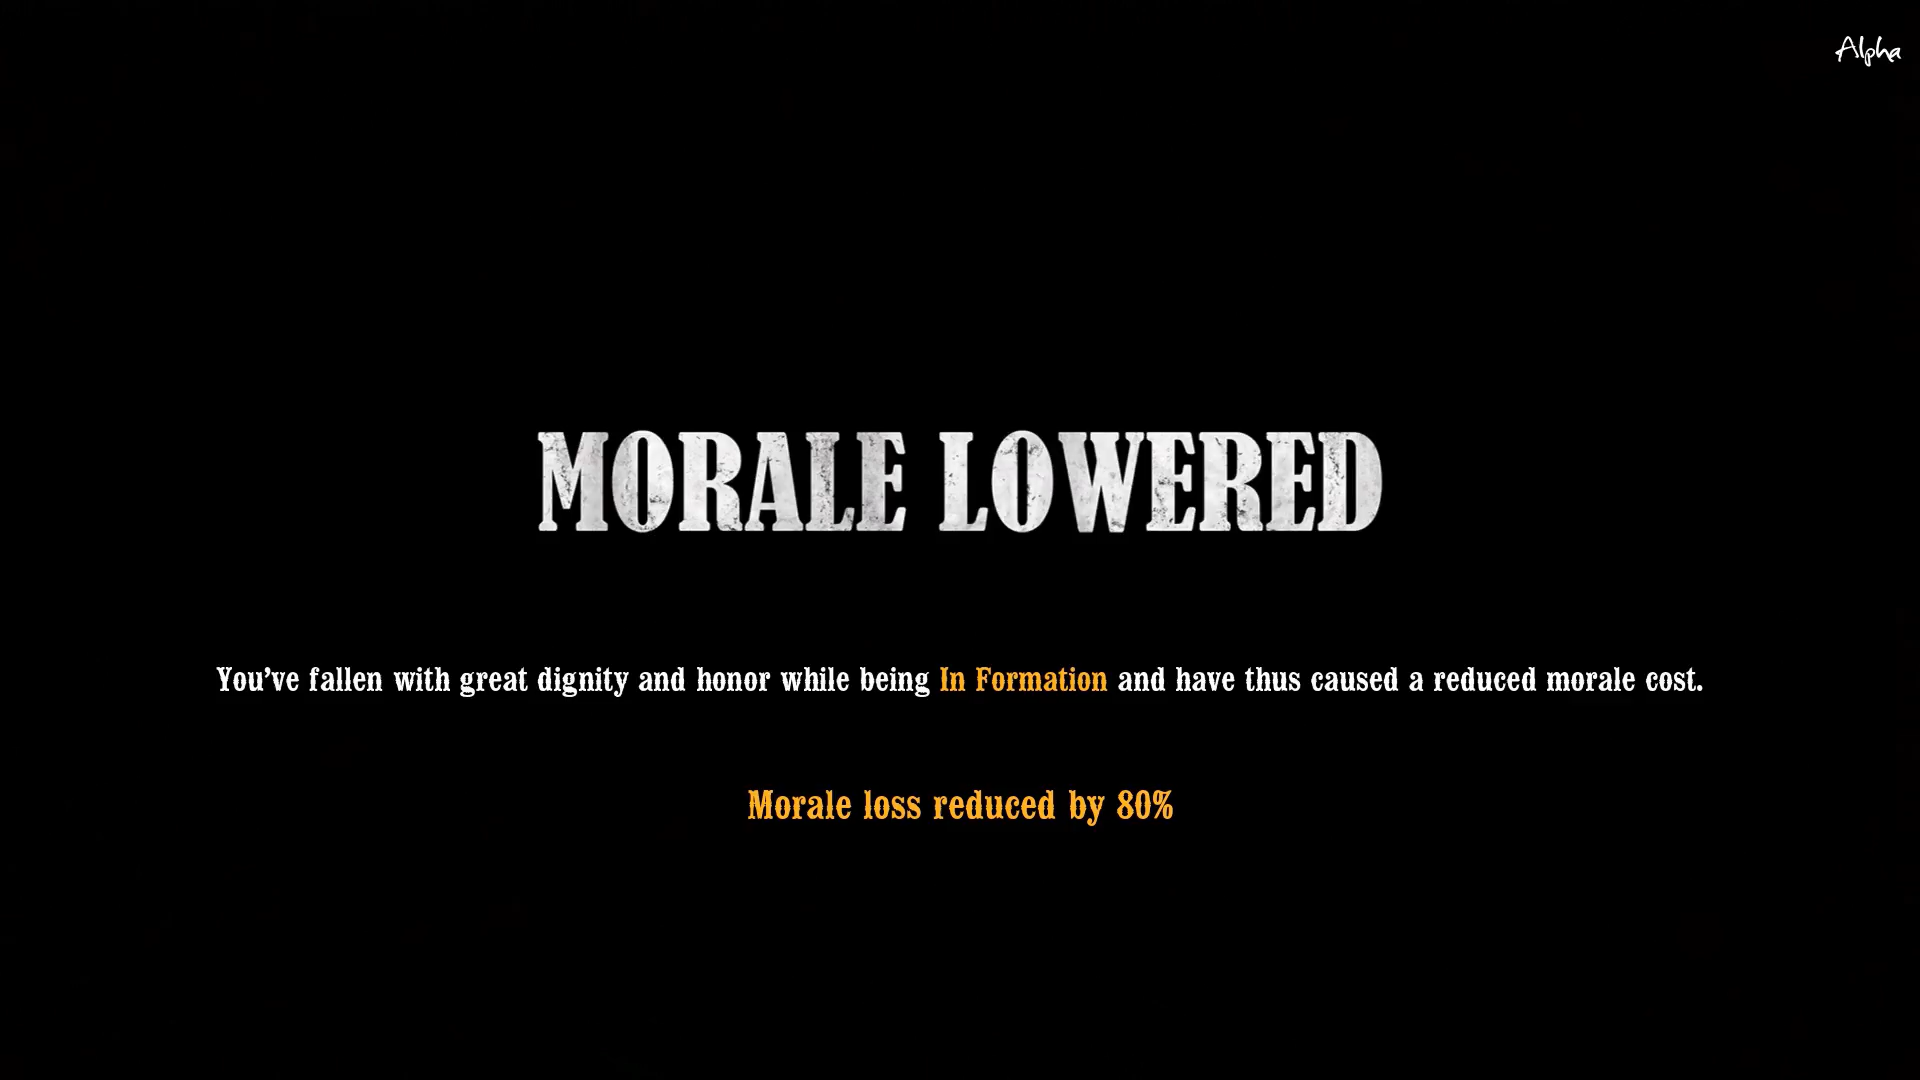 Alpha
MORALE LOWERED
You've fallen with great dignity and honor while being In Formation and have thus caused a reduced morale cost.
Morale loss reduced by 80%